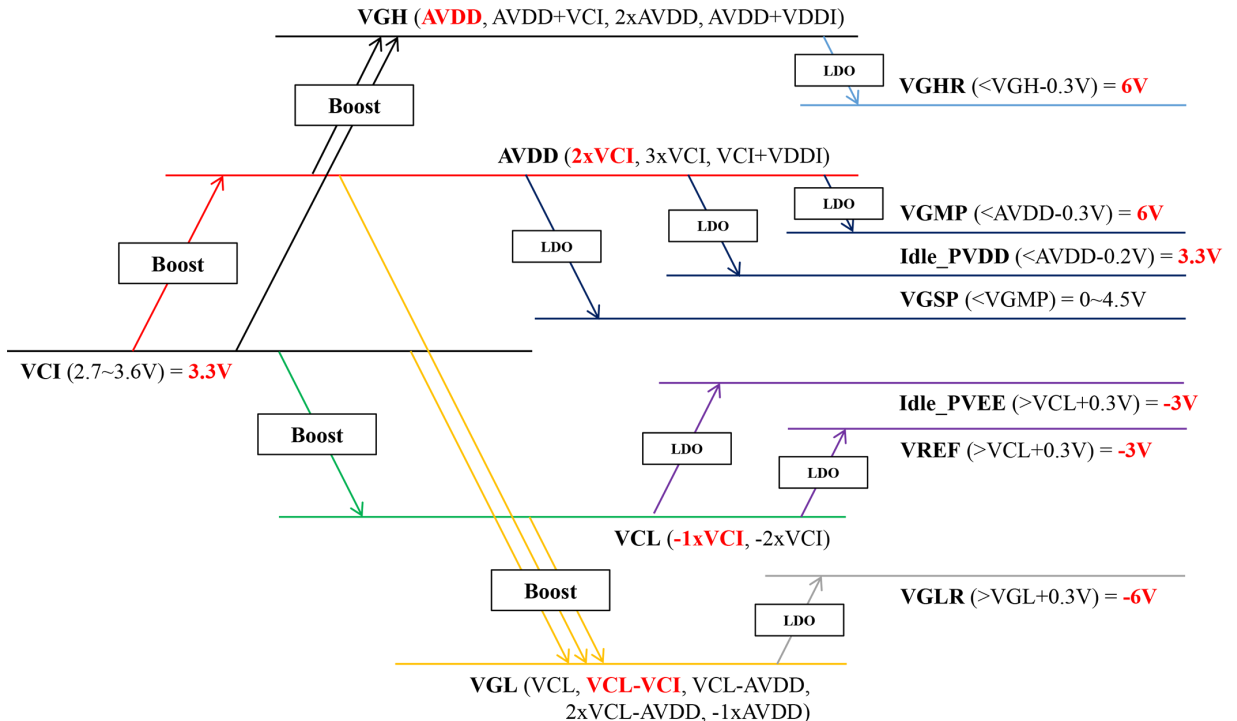 VGH (AVDD, AVDD+VCI, 2xAVDD, AVDD+VDDI)
LDO
VGHR (<VGH-0.3V) = 6V
Boost
AVDD (2xVCI, 3xVCI, VCI+VDDI)
LDO
VGMP (<AVDD-0.3V) = 6V
LDO
LDO
Boost
Idle_PVDD (<AVDD-0.2V) = 3.3V
VGSP (<VGMP) = 0~4.5V
VCI (2.7~3.6V) = 3.3V
Idle_PVEE (>VCL+0.3V) = -3V
Boost
LDO
VREF (>VCL+0.3V) = -3V
LDO
VCL (-1xVCI, -2xVCI)
Boost
VGLR (>VGL+0.3V) = -6V
LDO
VGL (VCL, VCL-VCI, VCL-AVDD,
2xVCL-AVDD, -1xAVDD)